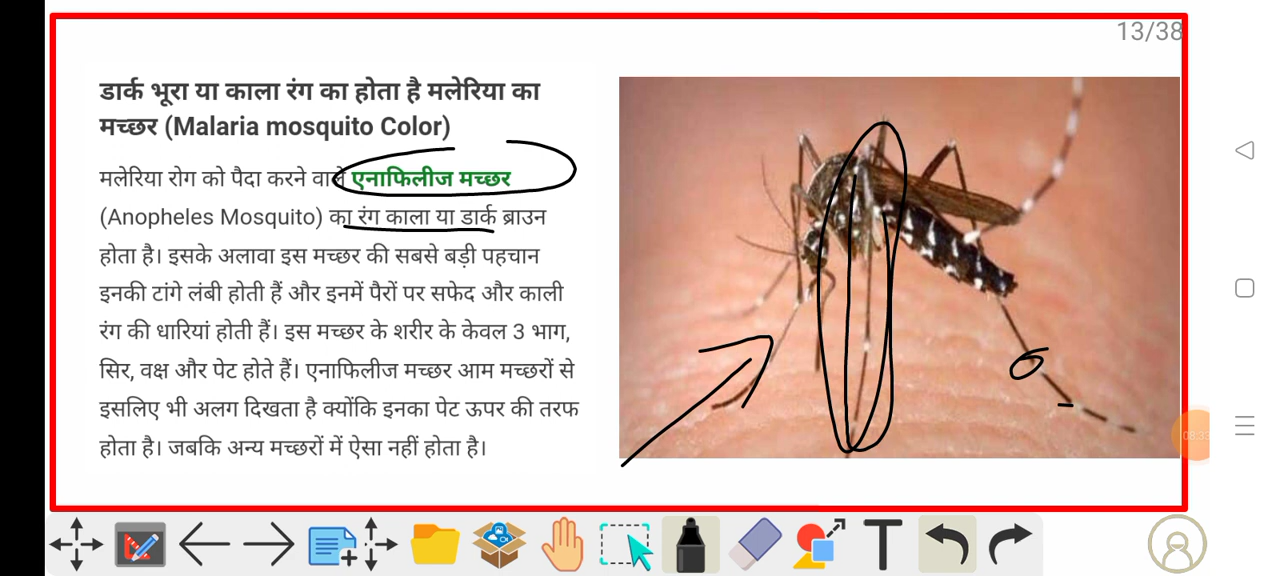 13/38
डार्क भूरा या काला रंग का होता है मलेरिया का
मच्छर (Malaria mosquito Color)
मलेरिया रोग को पैदा करने वाले एनाफिलीज मच्छर
(Anopheles Mosquito) का रंग काला या डार्क ब्राउन
होता है। इसके अलावा इस मच्छर की सबसे बड़ी पहचान
इनकी टांगे लंबी होती हैं और इनमें पैरों पर सफेद और काली
रंग की धारियां होती हैं। इस मच्छर के शरीर के केवल 3 भाग,
सिर, वक्ष और पेट होते हैं। एनाफिलीज मच्छर आम मच्छरों से
इसलिए भी अलग दिखता है क्योंकि इनका पेट ऊपर की तरफ
होता है। जबकि अन्य मच्छरों में ऐसा नहीं होता है।
T